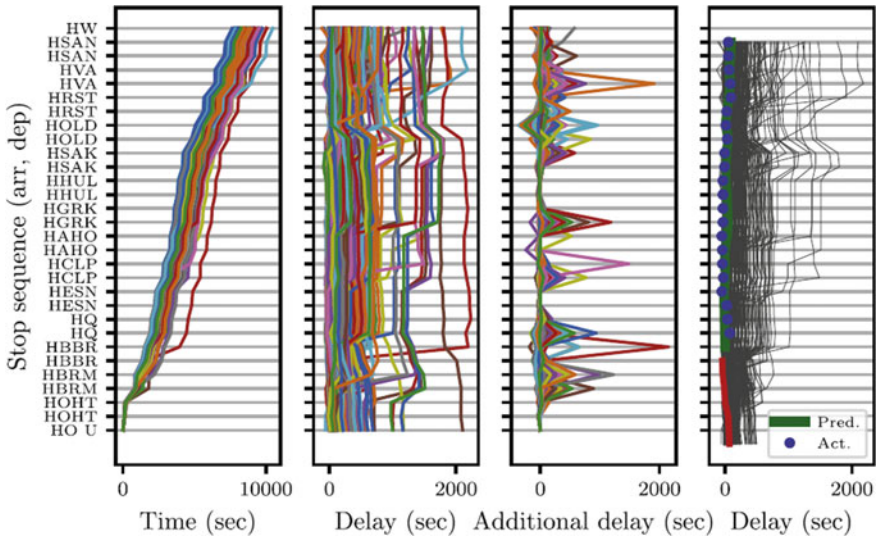 HW
HSAN
HSAN
HVA
HVA
HRST
HRST
HOLD
HOLD
HSAK
HSAK
HHUL
HHUL
HGRK
HGRK
HAHO
HAHO
HCLP
HCLP
HESN
HESN
HQ
HQ
HBBR
HBBR
HBRM
HBRM
HOHT
HOHT
HO U
Stop sequence (arr, dep)
Pred.
Act.
0 10000 0 2000 0 2000 0 2000
Time (sec) Delay (sec) Additional delay (sec) Delay (sec)